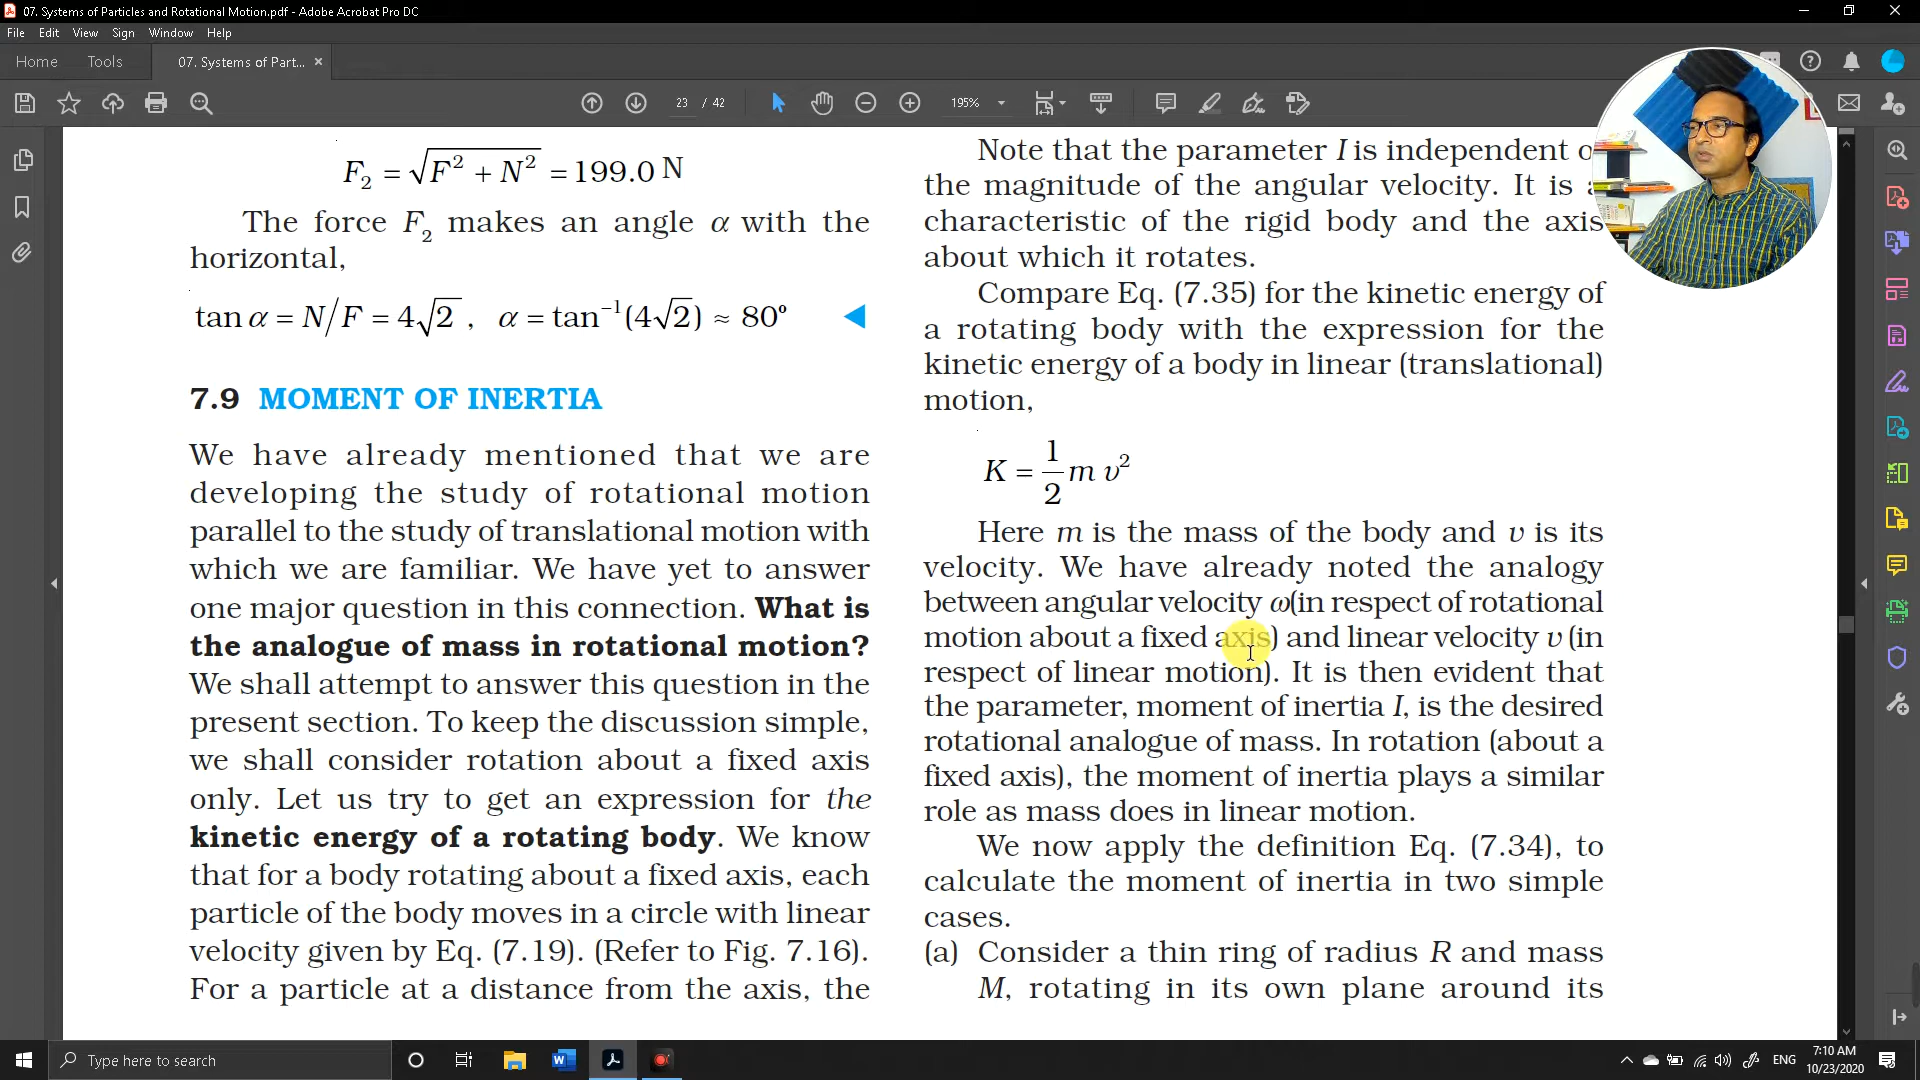 07. Systems of Particles and Rotational Motion.pdf - Adobe Acrobat Pro DC
File Edit View Sign Window Help
Home Tools 07. Systems of Part... ×
23 / 42 195%
F₂ = √(F² + N²) = 199.0 N
The force F₂ makes an angle α with the
horizontal,
tan α = N/F = 4√2 , α = tan⁻¹(4√2) ≈ 80º
7.9 MOMENT OF INERTIA
We have already mentioned that we are
developing the study of rotational motion
parallel to the study of translational motion with
which we are familiar. We have yet to answer
one major question in this connection. What is
the analogue of mass in rotational motion?
We shall attempt to answer this question in the
present section. To keep the discussion simple,
we shall consider rotation about a fixed axis
only. Let us try to get an expression for the
kinetic energy of a rotating body. We know
that for a body rotating about a fixed axis, each
particle of the body moves in a circle with linear
velocity given by Eq. (7.19). (Refer to Fig. 7.16).
For a particle at a distance from the axis, the
Note that the parameter I is independent o
the magnitude of the angular velocity. It is a
characteristic of the rigid body and the axis
about which it rotates.
Compare Eq. (7.35) for the kinetic energy of
a rotating body with the expression for the
kinetic energy of a body in linear (translational)
motion,
K = 1/2 m v²
Here m is the mass of the body and v is its
velocity. We have already noted the analogy
between angular velocity ω(in respect of rotational
motion about a fixed axis) and linear velocity v (in
respect of linear motion). It is then evident that
the parameter, moment of inertia I, is the desired
rotational analogue of mass. In rotation (about a
fixed axis), the moment of inertia plays a similar
role as mass does in linear motion.
We now apply the definition Eq. (7.34), to
calculate the moment of inertia in two simple
cases.
(a) Consider a thin ring of radius R and mass
M, rotating in its own plane around its
Type here to search
ENG
7:10 AM
10/23/2020